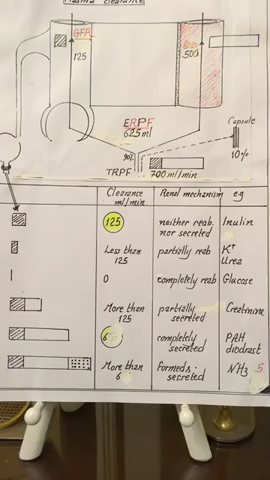 Plasma clearance
GFR
125
500
ERPF
625 ml
Capsule
10%
90%
TRPF
700 ml/min
Clearance ml/min
Renal mechanism
e.g
125
neither reab. nor secreted
Inulin
Less than 125
partially reab
K+
Urea
0
completely reab
Glucose
More than 125
partially secreted
Creatinine
6
completely secreted
PAH
diodrast
More than 6
formed & secreted
NH3
5